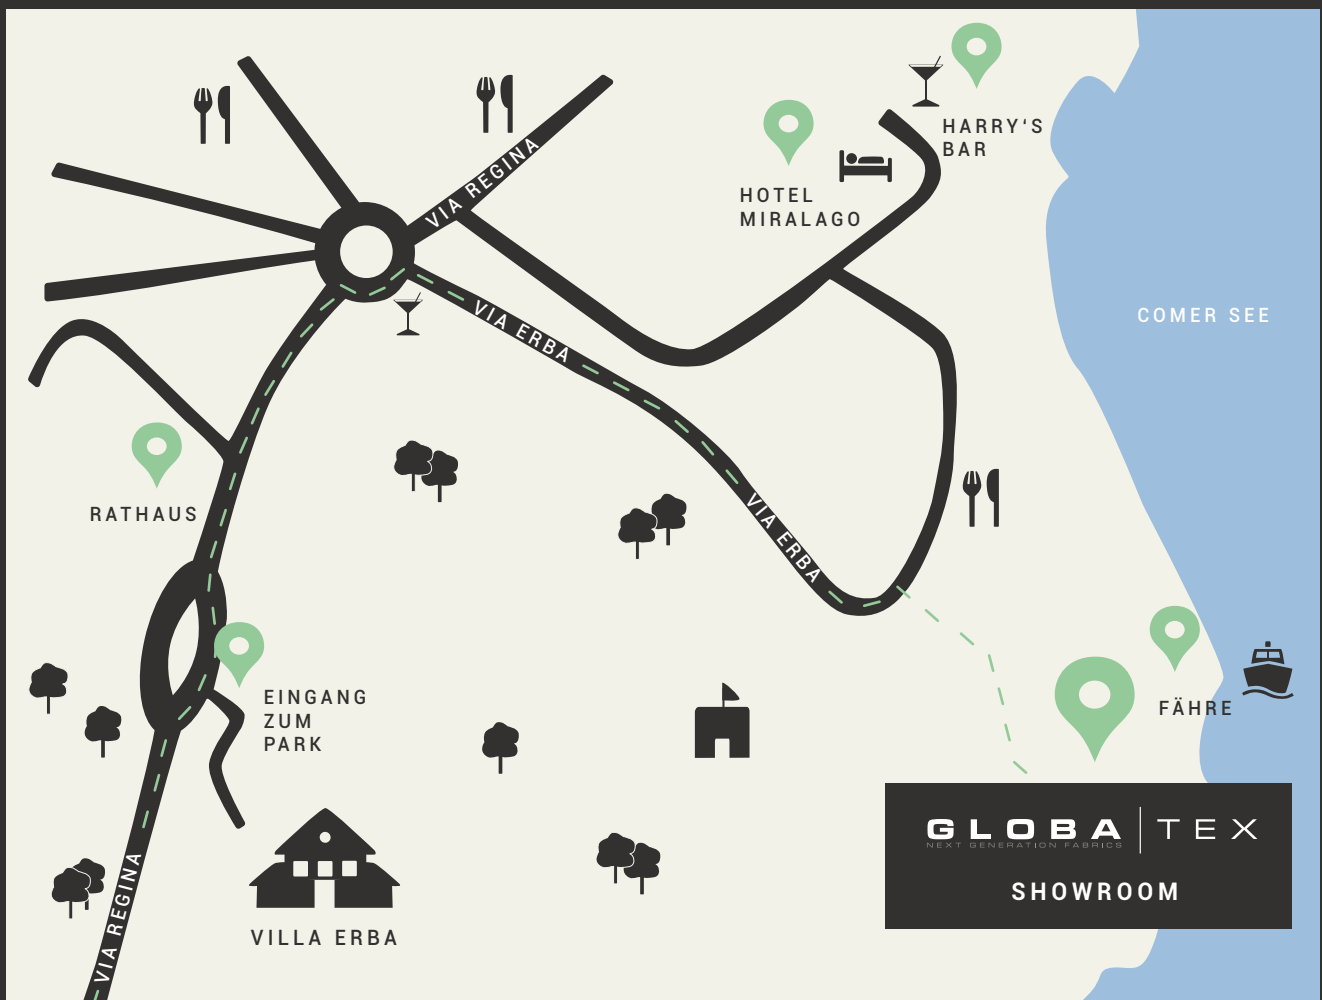 HARRY'S
BAR
HOTEL
MIRALAGO
VIA REGINA
COMER SEE
VIA ERBA
RATHAUS
VIA ERBA
EINGANG
ZUM
PARK
FÄHRE
GLOBA|TEX
NEXT GENERATION FABRICS
SHOWROOM
VIA REGINA
VILLA ERBA